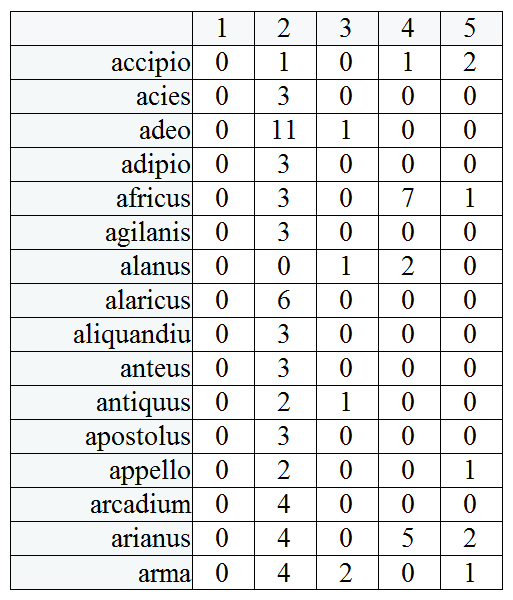 1 2 3 4 5
accipio 0 1 0 1 2
acies 0 3 0 0 0
adeo 0 11 1 0 0
adipio 0 3 0 0 0
africus 0 3 0 7 1
agilanis 0 3 0 0 0
alanus 0 0 1 2 0
alaricus 0 6 0 0 0
aliquandiu 0 3 0 0 0
anteus 0 3 0 0 0
antiquus 0 2 1 0 0
apostolus 0 3 0 0 0
appello 0 2 0 0 1
arcadium 0 4 0 0 0
arianus 0 4 0 5 2
arma 0 4 2 0 1